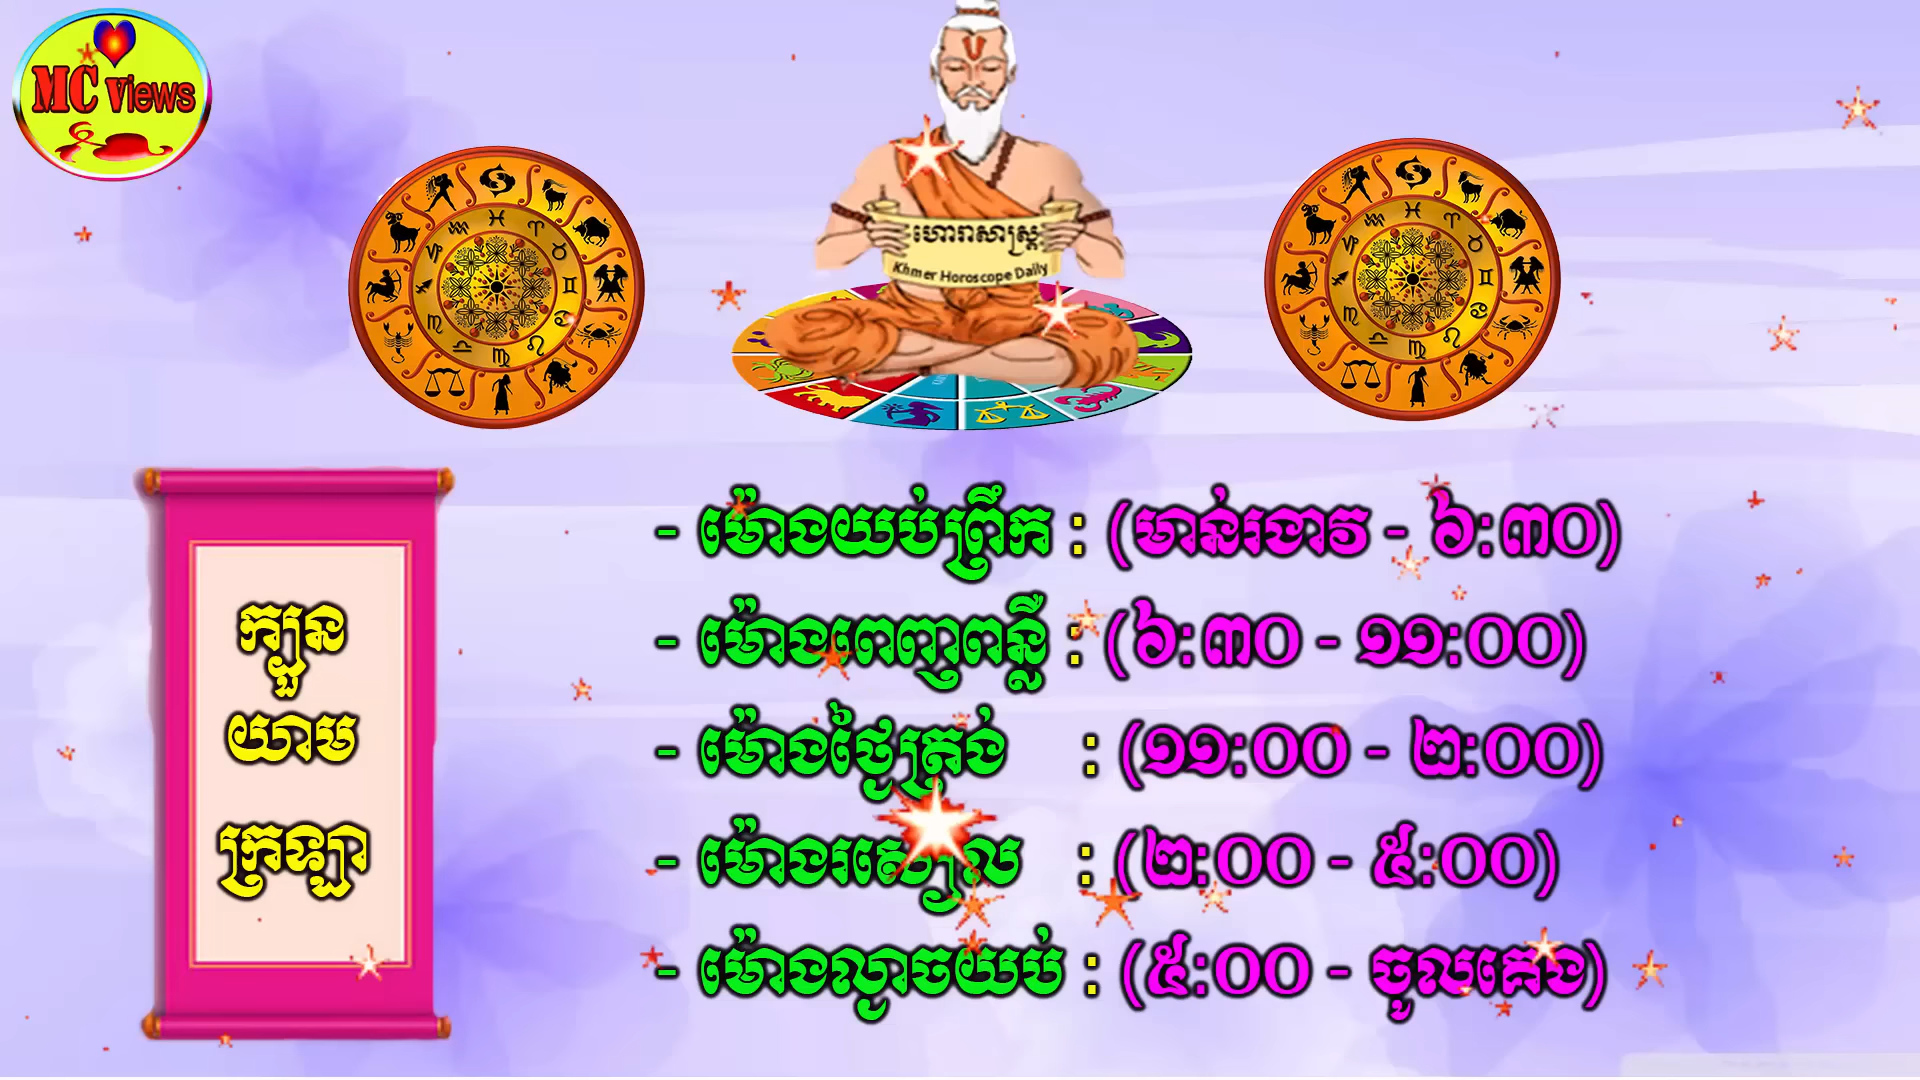 MC Views
ហោរាសាស្ត្រ
Khmer Horoscope Daily
ក្បួន
យាម
ក្រឡា
- ម៉ោងយប់ព្រឹក : (មាន់រងាវ - ៦:៣០)
- ម៉ោងពេញពន្លឺ : (៦:៣០ - ១១:០០)
- ម៉ោងថ្ងៃត្រង់ : (១១:០០ - ២:០០)
- ម៉ោងរសៀល : (២:០០ - ៥:០០)
- ម៉ោងល្ងាចយប់ : (៥:០០ - ចូលគេង)